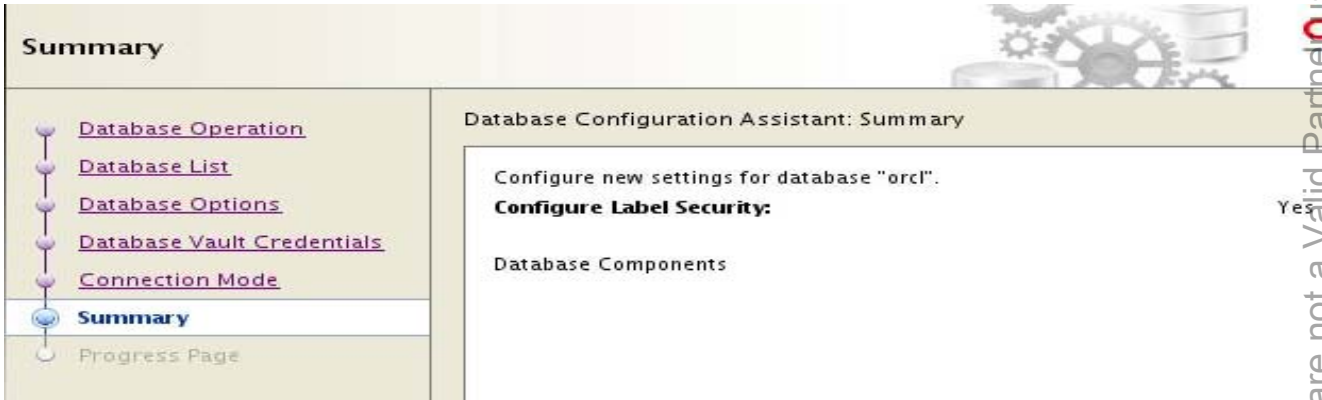 Summary
Database Operation
Database List
Database Options
Database Vault Credentials
Connection Mode
Summary
Progress Page
Database Configuration Assistant: Summary
Configure new settings for database "orcl".
Configure Label Security: Yes
Database Components
are not a Valid Partner